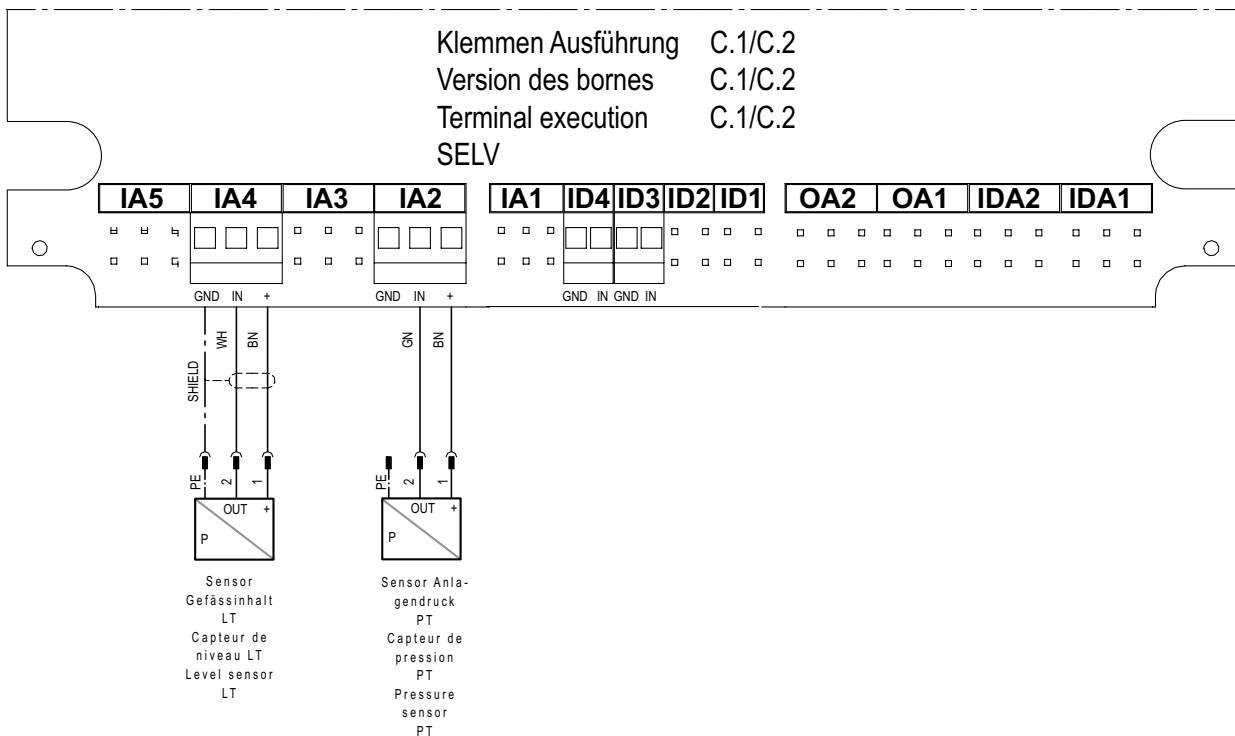 Klemmen Ausführung C.1/C.2
Version des bornes C.1/C.2
Terminal execution C.1/C.2
SELV
IA5 IA4 IA3 IA2 IA1 ID4 ID3 ID2 ID1 OA2 OA1 IDA2 IDA1
GND IN + GND IN + GND IN GND IN
SHIELD WH BN GN BN
PE 2 1 PE 2 1
OUT + OUT +
P P
Sensor
Gefässinhalt
LT
Capteur de
niveau LT
Level sensor
LT
Sensor Anla-
gendruck
PT
Capteur de
pression
PT
Pressure
sensor
PT